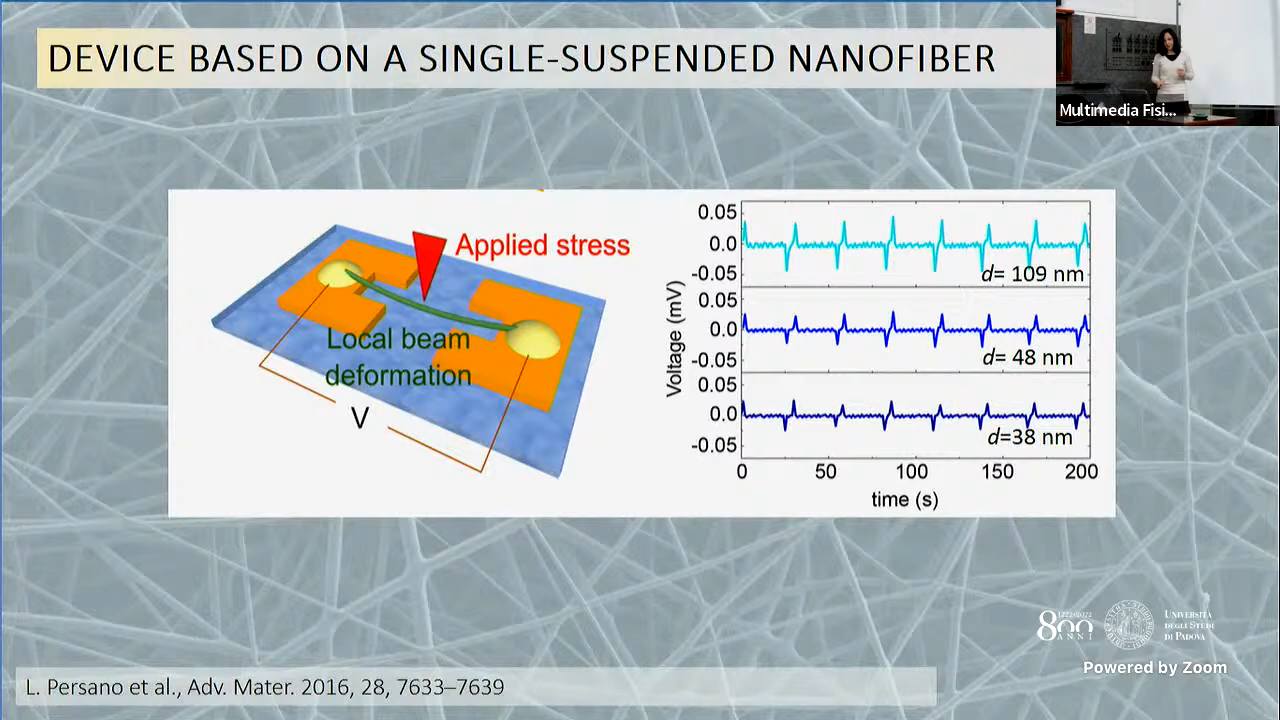 DEVICE BASED ON A SINGLE-SUSPENDED NANOFIBER
Multimedia Fisi...
Applied stress
Local beam
deformation
V
Voltage (mV)
0.05
0.0
-0.05
d= 109 nm
0.05
0.0
-0.05
d= 48 nm
0.05
0.0
-0.05
d=38 nm
0 50 100 150 200
time (s)
1222-2022
800
ANNI
UNIVERSITÀ
DEGLI STUDI
DI PADOVA
Powered by Zoom
L. Persano et al., Adv. Mater. 2016, 28, 7633–7639